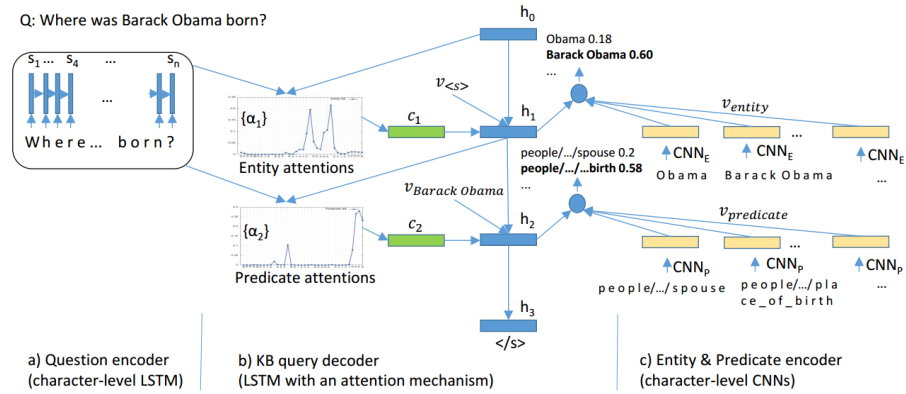 Q: Where was Barack Obama born?
s1 ... s4 sn
...
Where... born?
{α1}
Entity attentions
{α2}
Predicate attentions
h0
v<s>
c1
h1
vBarack Obama
c2
h2
h3
</s>
Obama 0.18
Barack Obama 0.60
...
ventity
...
CNNE CNNE CNNE
Obama Barack Obama ...
people/.../spouse 0.2
people/.../...birth 0.58
...
vpredicate
...
CNNP CNNP CNNP
people/.../spouse people/.../pla ...
ce_of_birth
a) Question encoder
(character-level LSTM)
b) KB query decoder
(LSTM with an attention mechanism)
c) Entity & Predicate encoder
(character-level CNNs)